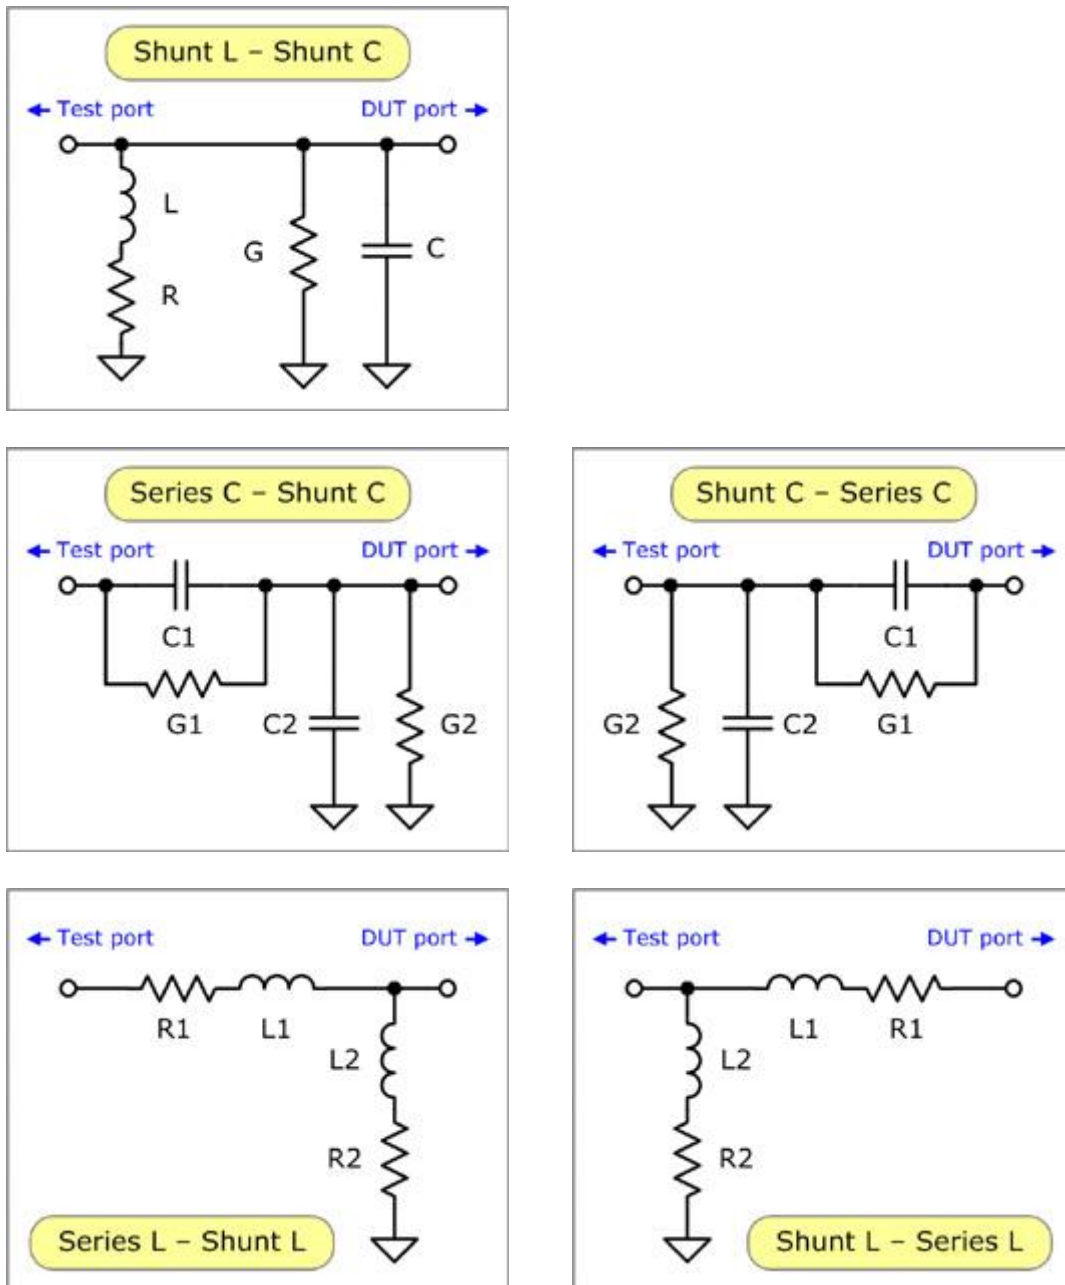 Shunt L – Shunt C
Test port DUT port
L
G C
R
Series C – Shunt C
Test port DUT port
C1
G1 C2 G2
Shunt C – Series C
Test port DUT port
C1
G2 C2 G1
Test port DUT port
R1 L1
L2
R2
Series L – Shunt L
Test port DUT port
L1 R1
L2
R2
Shunt L – Series L